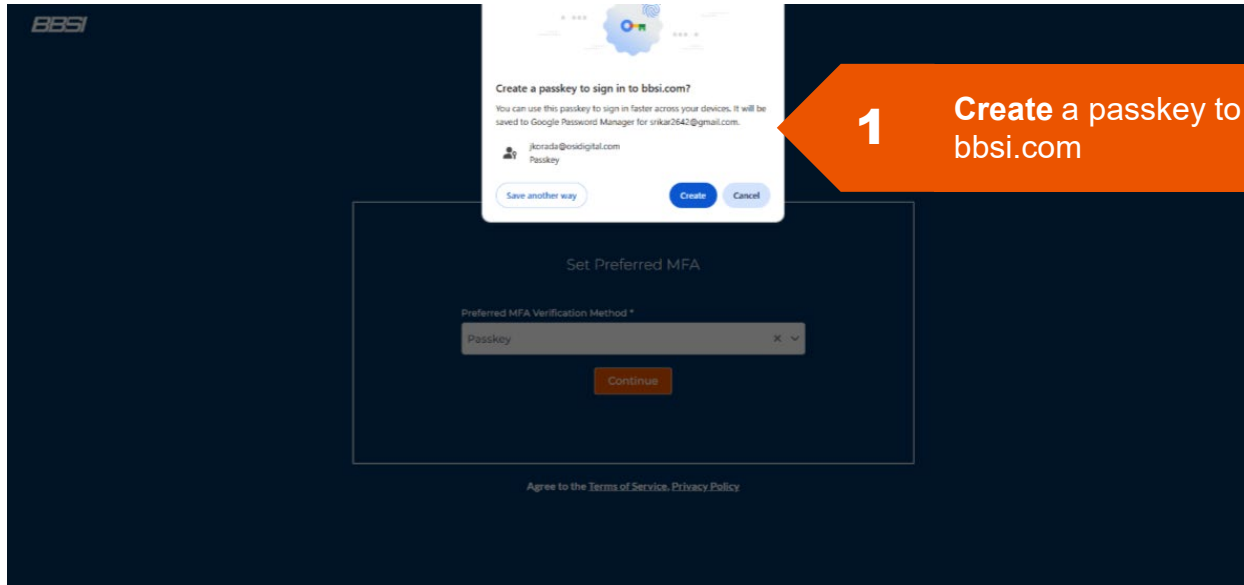 BBSI
Create a passkey to sign in to bbsi.com?
You can use this passkey to sign in faster across your devices. It will be
saved to Google Password Manager for srikar2642@gmail.com.
jkorada@osidigital.com
Passkey
Save another way
Create
Cancel
1
Create a passkey to
bbsi.com
Set Preferred MFA
Preferred MFA Verification Method *
Passkey
Continue
Agree to the Terms of Service, Privacy Policy